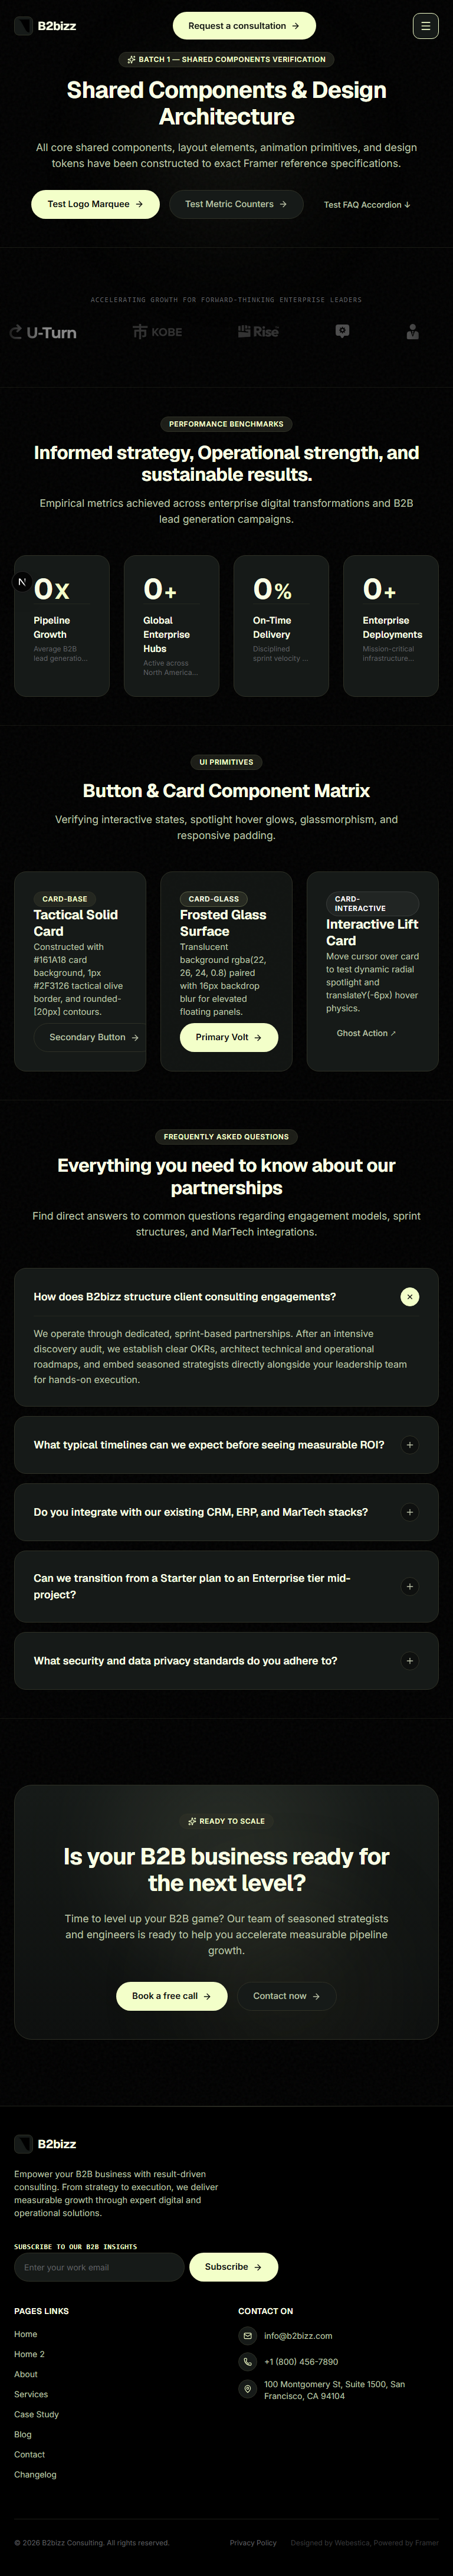 B2bizz
Request a consultation →
BATCH 1 — SHARED COMPONENTS VERIFICATION
Shared Components & Design
Architecture
All core shared components, layout elements, animation primitives, and design
tokens have been constructed to exact Framer reference specifications.
Test Logo Marquee →
Test Metric Counters →
Test FAQ Accordion ↓
ACCELERATING GROWTH FOR FORWARD-THINKING ENTERPRISE LEADERS
U-Turn
KOBE
Rise
PERFORMANCE BENCHMARKS
Informed strategy, Operational strength, and
sustainable results.
Empirical metrics achieved across enterprise digital transformations and B2B
lead generation campaigns.
N
0X
Pipeline
Growth
Average B2B
lead generatio...
0+
Global
Enterprise
Hubs
Active across
North America...
0%
On-Time
Delivery
Disciplined
sprint velocity ...
0+
Enterprise
Deployments
Mission-critical
infrastructure...
UI PRIMITIVES
Button & Card Component Matrix
Verifying interactive states, spotlight hover glows, glassmorphism, and
responsive padding.
CARD-BASE
Tactical Solid
Card
Constructed with
#161A18 card
background, 1px
#2F3126 tactical olive
border, and rounded-
[20px] contours.
Secondary Button →
CARD-GLASS
Frosted Glass
Surface
Translucent
background rgba(22,
26, 24, 0.8) paired
with 16px backdrop
blur for elevated
floating panels.
Primary Volt →
CARD-
INTERACTIVE
Interactive Lift
Card
Move cursor over card
to test dynamic radial
spotlight and
translateY(-6px) hover
physics.
Ghost Action ↗
FREQUENTLY ASKED QUESTIONS
Everything you need to know about our
partnerships
Find direct answers to common questions regarding engagement models, sprint
structures, and MarTech integrations.
How does B2bizz structure client consulting engagements?
We operate through dedicated, sprint-based partnerships. After an intensive
discovery audit, we establish clear OKRs, architect technical and operational
roadmaps, and embed seasoned strategists directly alongside your leadership team
for hands-on execution.
What typical timelines can we expect before seeing measurable ROI?
Do you integrate with our existing CRM, ERP, and MarTech stacks?
Can we transition from a Starter plan to an Enterprise tier mid-
project?
What security and data privacy standards do you adhere to?
READY TO SCALE
Is your B2B business ready for
the next level?
Time to level up your B2B game? Our team of seasoned strategists
and engineers is ready to help you accelerate measurable pipeline
growth.
Book a free call →
Contact now →
B2bizz
Empower your B2B business with result-driven
consulting. From strategy to execution, we deliver
measurable growth through expert digital and
operational solutions.
SUBSCRIBE TO OUR B2B INSIGHTS
Enter your work email
Subscribe →
PAGES LINKS
Home
Home 2
About
Services
Case Study
Blog
Contact
Changelog
CONTACT ON
info@b2bizz.com
+1 (800) 456-7890
100 Montgomery St, Suite 1500, San
Francisco, CA 94104
© 2026 B2bizz Consulting. All rights reserved.
Privacy Policy
Designed by Webestica, Powered by Framer